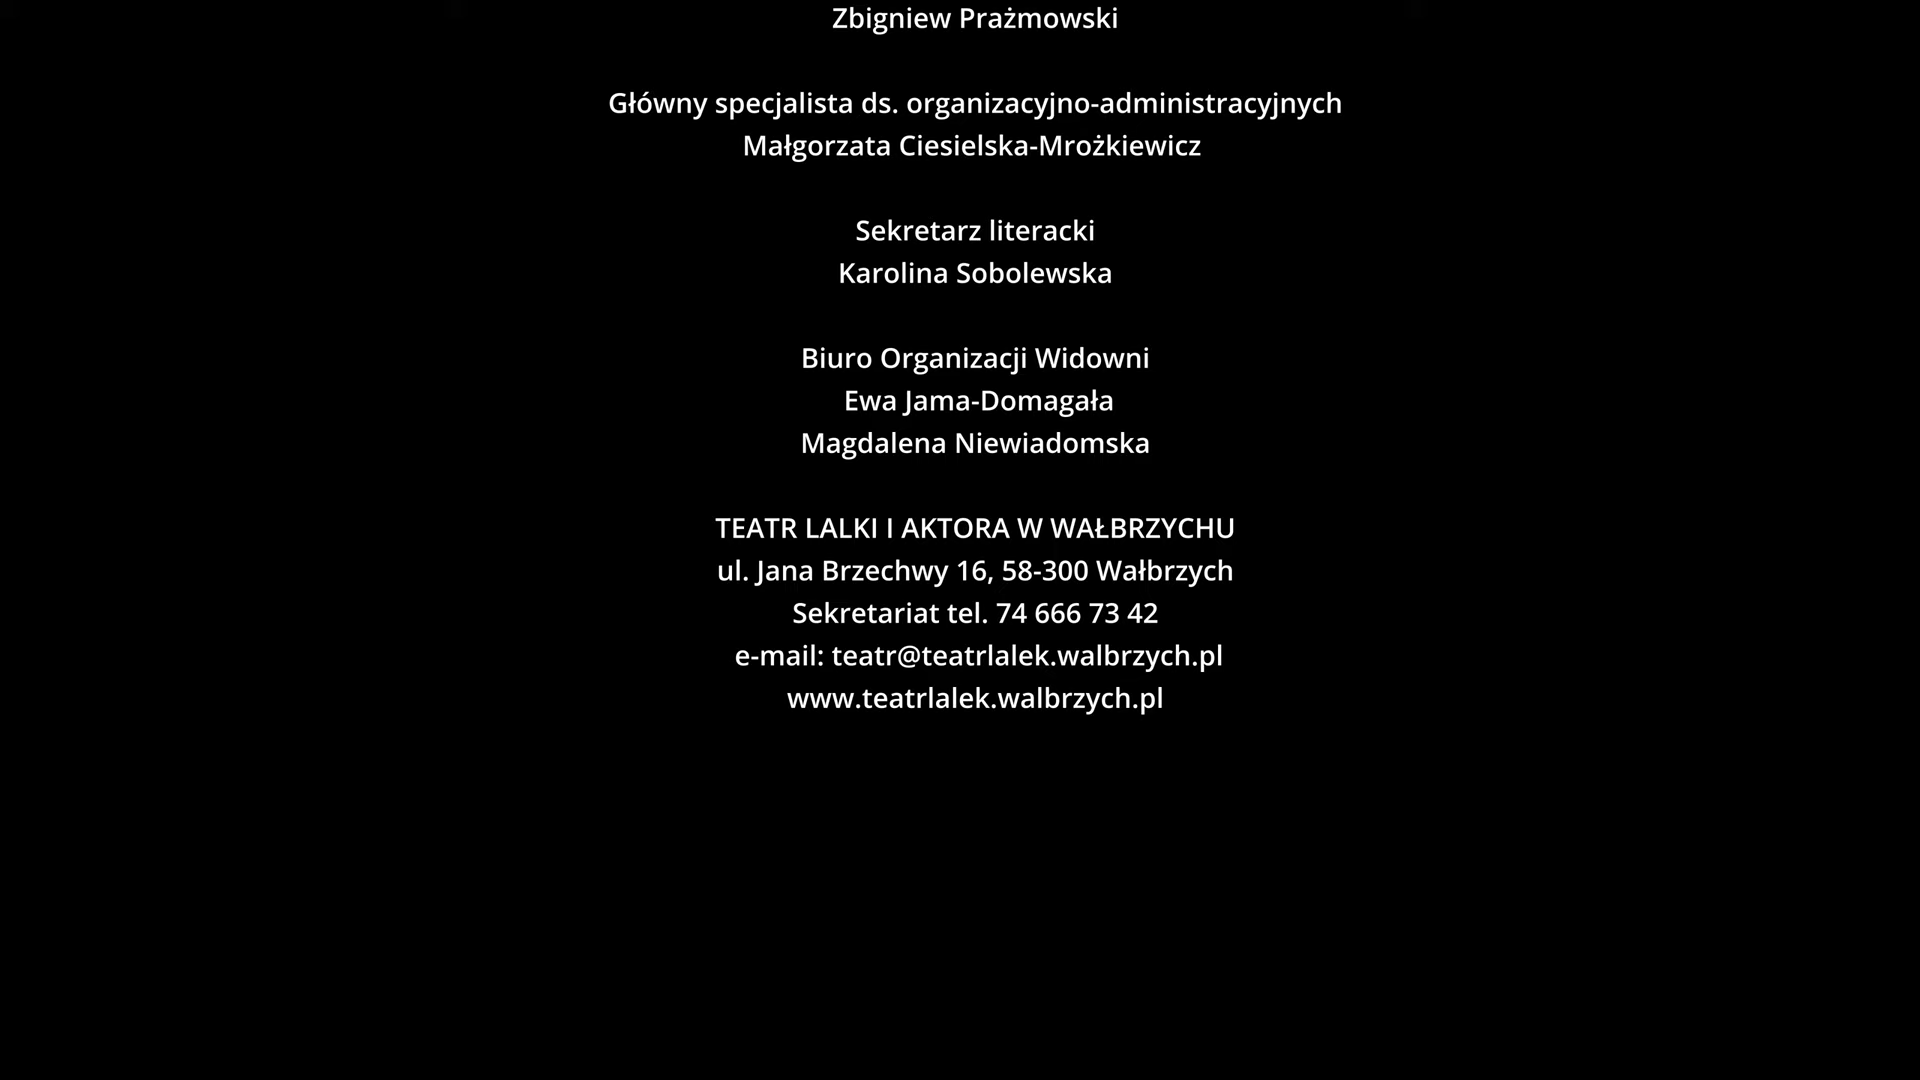 Zbigniew Prażmowski
Główny specjalista ds. organizacyjno-administracyjnych
Małgorzata Ciesielska-Mrożkiewicz
Sekretarz literacki
Karolina Sobolewska
Biuro Organizacji Widowni
Ewa Jama-Domagała
Magdalena Niewiadomska
TEATR LALKI I AKTORA W WAŁBRZYCHU
ul. Jana Brzechwy 16, 58-300 Wałbrzych
Sekretariat tel. 74 666 73 42
e-mail: teatr@teatrlalek.walbrzych.pl
www.teatrlalek.walbrzych.pl